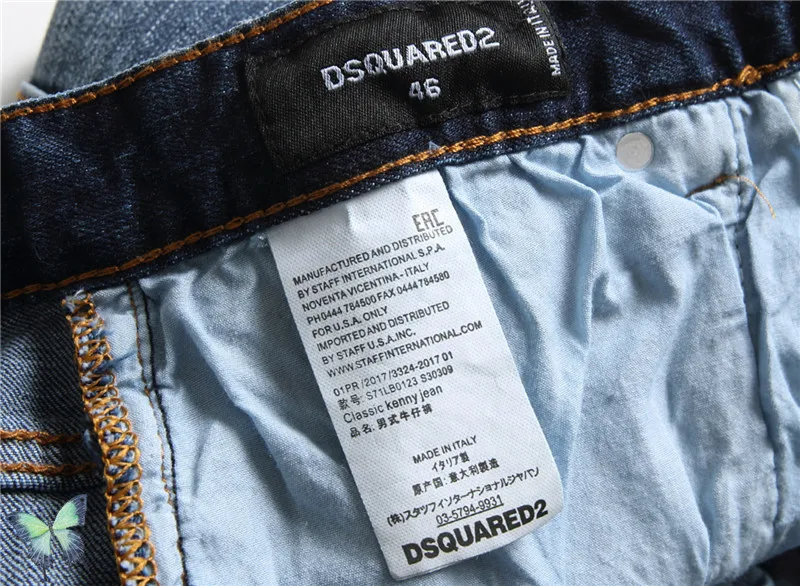 DSQUARED2
46
MADE IN ITALY
EAC
MANUFACTURED AND DISTRIBUTED
BY STAFF INTERNATIONAL S.P.A.
NOVENTA VICENTINA - ITALY
PH0444 784500 FAX 0444 784580
FOR U.S.A. ONLY
IMPORTED AND DISTRIBUTED
BY STAFF U.S.A.INC.
WWW.STAFFINTERNATIONAL.COM
01PR / 2017/3324-2017 01
款号: S71LB0123 S30309
Classic kenny jean
品名: 男式牛仔裤
MADE IN ITALY
イタリア製
原产国: 意大利製造
(株)スタッフインターナショナルジャパン
03-5794-9931
DSQUARED2